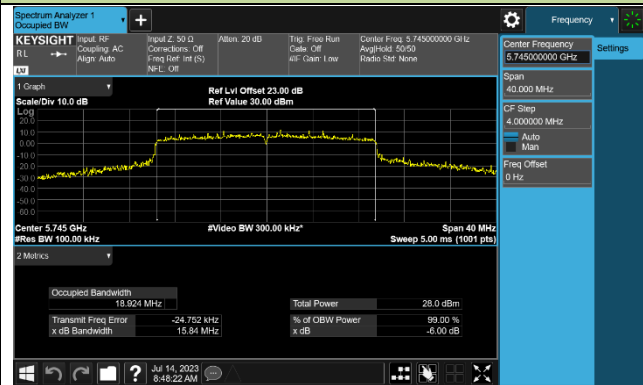 Spectrum Analyzer 1
Occupied BW
Frequency
KEYSIGHT
RL
LXI
Input: RF
Coupling: AC
Align: Auto
Input Z: 50 Ω
Corrections: Off
Freq Ref: Int (S)
NFE: Off
Atten: 20 dB
Trig: Free Run
Gate: Off
#IF Gain: Low
Center Freq: 5.745000000 GHz
Avg|Hold: 50/50
Radio Std: None
Center Frequency
5.745000000 GHz
Settings
Span
40.000 MHz
CF Step
4.000000 MHz
Auto
Man
Freq Offset
0 Hz
1 Graph
Scale/Div 10.0 dB
Ref Lvl Offset 23.00 dB
Ref Value 30.00 dBm
Log
20.0
10.0
0.00
-10.0
-20.0
-30.0
-40.0
-50.0
-60.0
Center 5.745 GHz
#Video BW 300.00 kHz*
Span 40 MHz
#Res BW 100.00 kHz
Sweep 5.00 ms (1001 pts)
2 Metrics
Occupied Bandwidth
18.924 MHz
Total Power 28.0 dBm
Transmit Freq Error -24.752 kHz
% of OBW Power 99.00 %
x dB Bandwidth 15.84 MHz
x dB -6.00 dB
Jul 14, 2023
8:48:22 AM